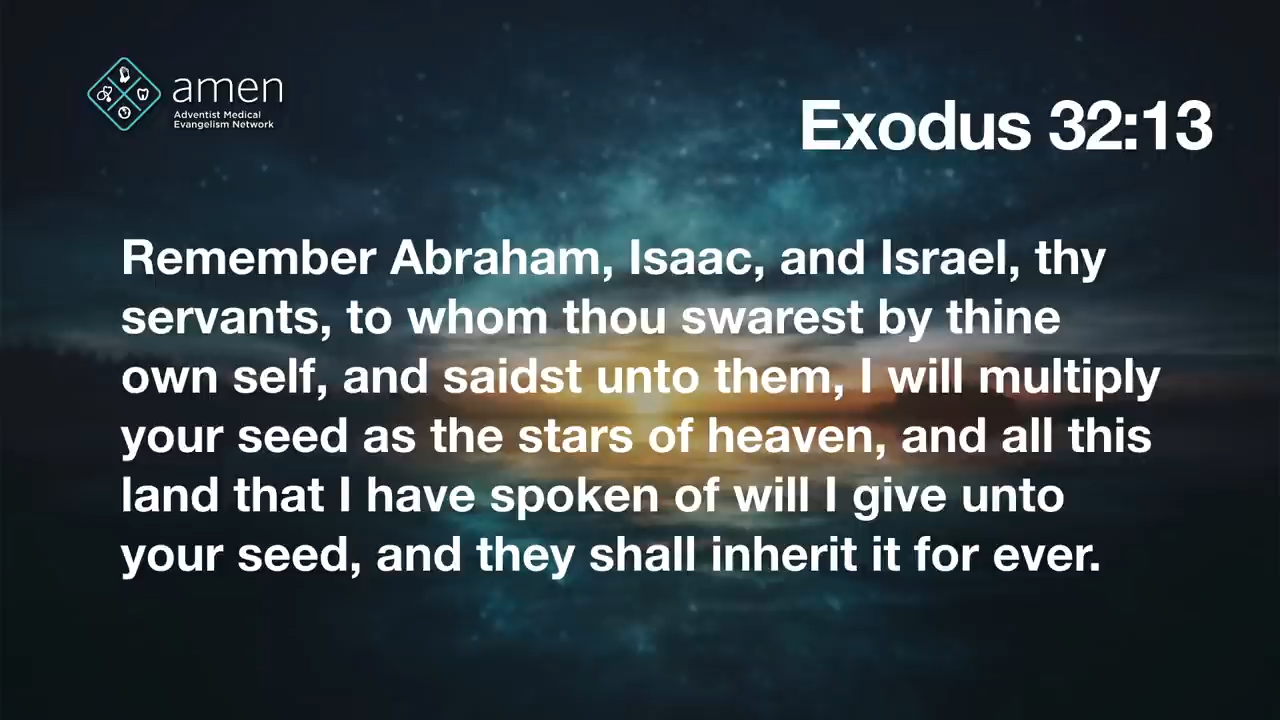 amen
Adventist Medical
Evangelism Network
Exodus 32:13
Remember Abraham, Isaac, and Israel, thy
servants, to whom thou swarest by thine
own self, and saidst unto them, I will multiply
your seed as the stars of heaven, and all this
land that I have spoken of will I give unto
your seed, and they shall inherit it for ever.